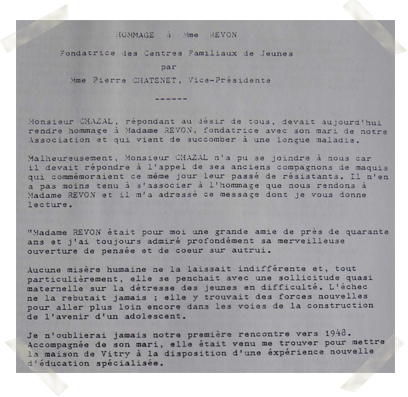 HOMMAGE à Mme REVON
Fondatrice des Centres Familiaux de Jeunes
par
Mme Pierre CHATENET, Vice-Présidente
------
Monsieur CHAZAL, répondant au désir de tous, devait aujourd'hui
rendre hommage à Madame REVON, fondatrice avec son mari de notre
Association et qui vient de succomber à une longue maladie.
Malheureusement, Monsieur CHAZAL n'a pu se joindre à nous car
il devait répondre à l'appel de ses anciens compagnons de maquis
qui commémoraient ce même jour leur passé de résistants. Il n'en
a pas moins tenu à s'associer à l'hommage que nous rendons à
Madame REVON et il m'a adressé ce message dont je vous donne
lecture.
"Madame REVON était pour moi une grande amie de près de quarante
ans et j'ai toujours admiré profondément sa merveilleuse
ouverture de pensée et de coeur sur autrui.
Aucune misère humaine ne la laissait indifférente et, tout
particulièrement, elle se penchait avec une sollicitude quasi
maternelle sur la détresse des jeunes en difficulté. L'échec
ne la rebutait jamais ; elle y trouvait des forces nouvelles
pour aller plus loin encore dans les voies de la construction
de l'avenir d'un adolescent.
Je n'oublierai jamais notre première rencontre vers 1948.
Accompagnée de son mari, elle était venu me trouver pour mettre
la maison de Vitry à la disposition d'une éxpérience nouvelle
d'éducation spécialisée.